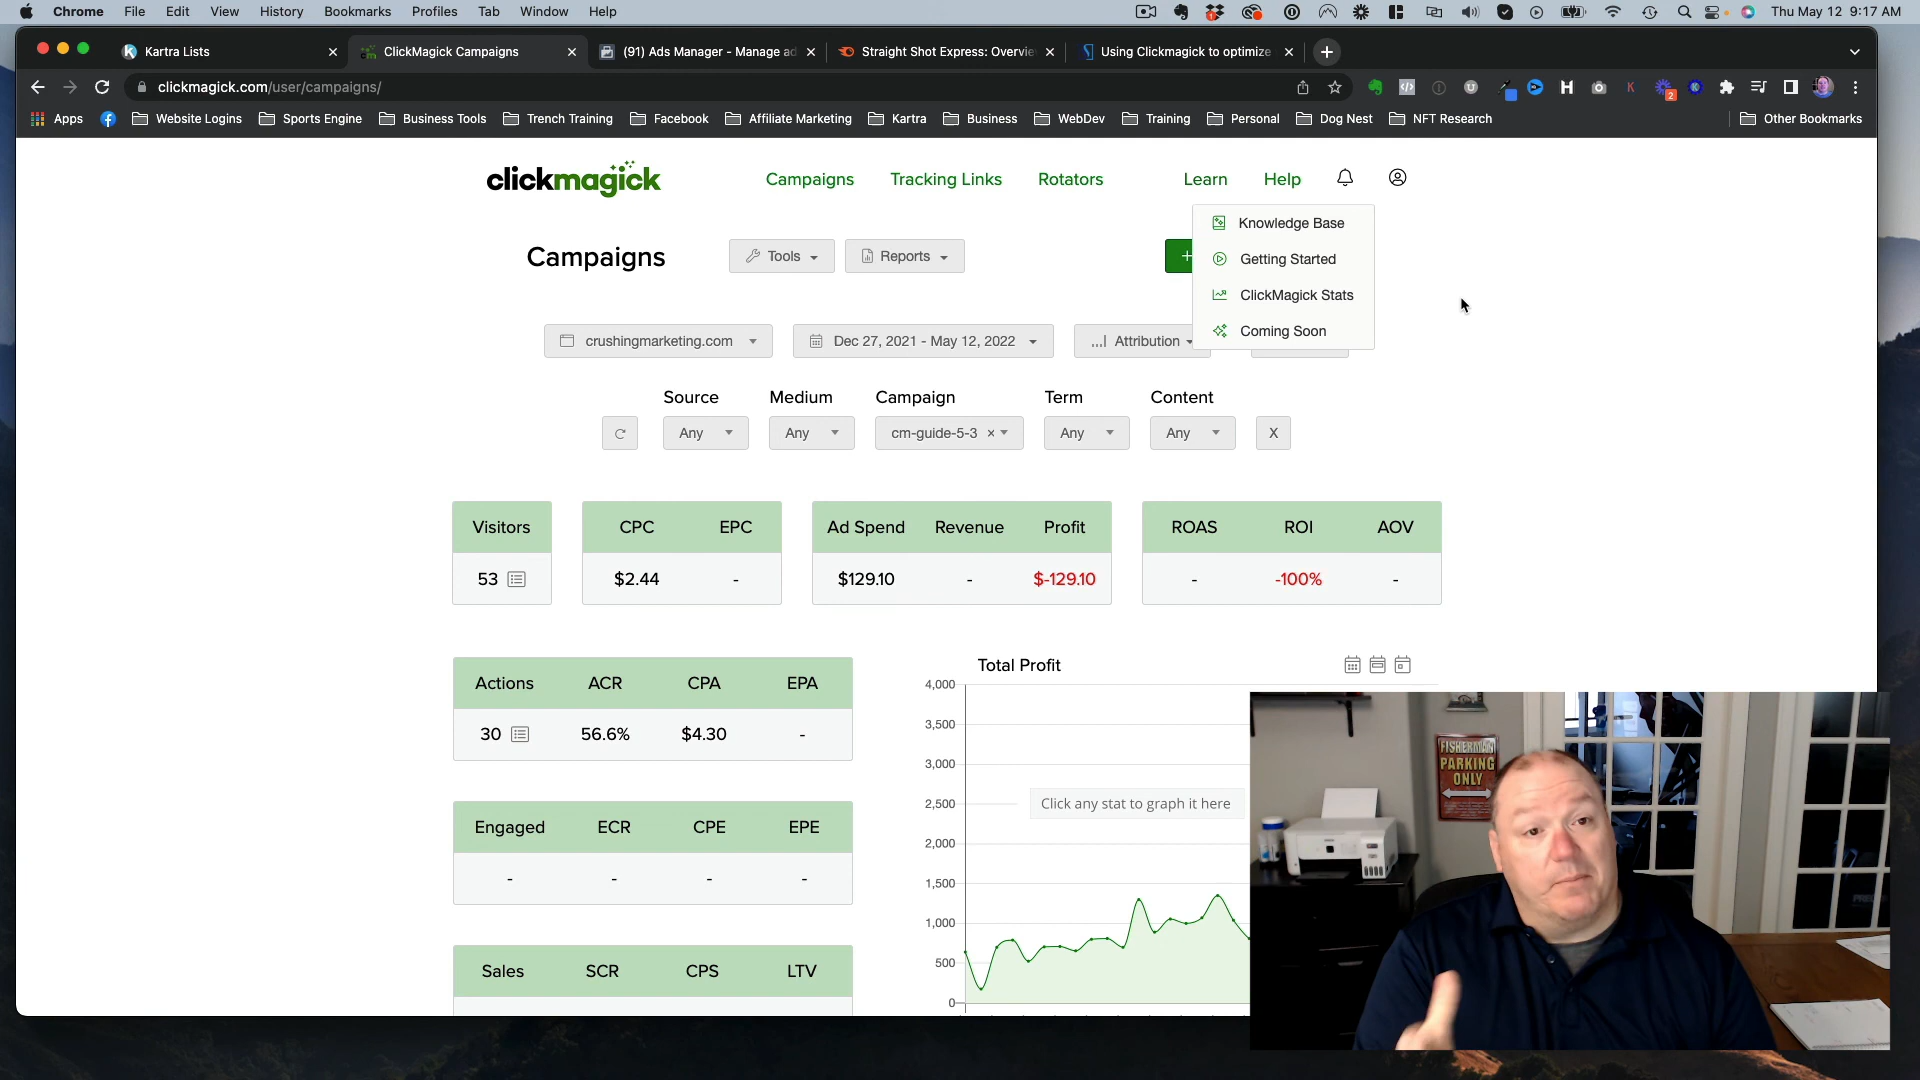 Chrome File Edit View History Bookmarks Profiles Tab Window Help Thu May 12 9:17 AM
Kartra Lists ClickMagick Campaigns (91) Ads Manager - Manage ad Straight Shot Express: Overvie Using Clickmagick to optimize
clickmagick.com/user/campaigns/
Apps Website Logins Sports Engine Business Tools Trench Training Facebook Affiliate Marketing Kartra Business WebDev Training Personal Dog Nest NFT Research Other Bookmarks
clickmagick Campaigns Tracking Links Rotators Learn Help
Knowledge Base
Getting Started
ClickMagick Stats
Coming Soon
Campaigns Tools Reports +
crushingmarketing.com Dec 27, 2021 - May 12, 2022 Attribution
Source Medium Campaign Term Content
Any Any cm-guide-5-3 × Any Any X
Visitors CPC EPC Ad Spend Revenue Profit ROAS ROI AOV
53 $2.44 - $129.10 - $-129.10 - -100% -
Actions ACR CPA EPA
30 56.6% $4.30 -
Engaged ECR CPE EPE
- - - -
Sales SCR CPS LTV
Total Profit
4,000
3,500
3,000
2,500
2,000
1,500
1,000
500
0
Click any stat to graph it here
FISHERMAN
PARKING
ONLY